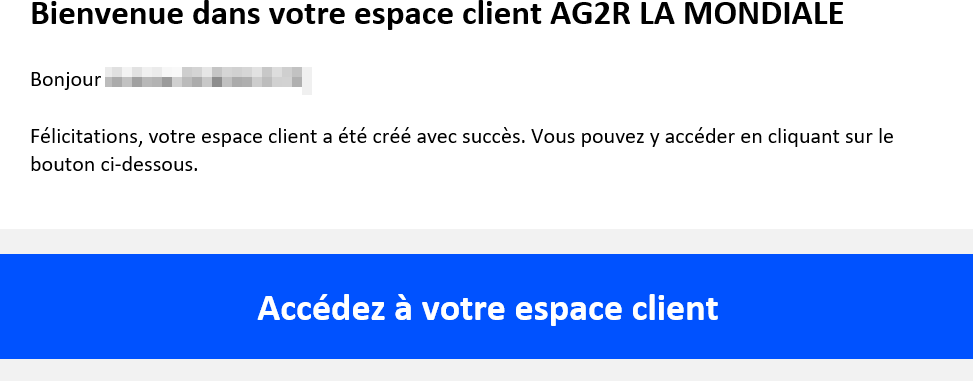 Bienvenue dans votre espace client AG2R LA MONDIALE
Bonjour
Félicitations, votre espace client a été créé avec succès. Vous pouvez y accéder en cliquant sur le
bouton ci-dessous.
Accédez à votre espace client